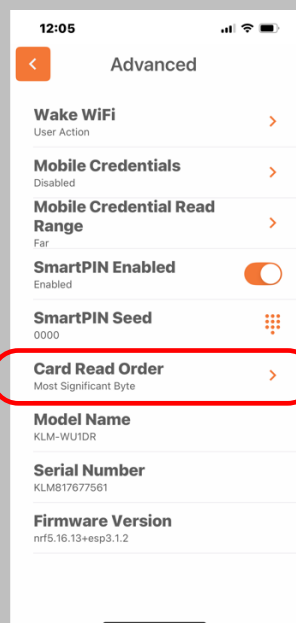 12:05
Advanced
Wake WiFi
User Action
Mobile Credentials
Disabled
Mobile Credential Read
Range
Far
SmartPIN Enabled
Enabled
SmartPIN Seed
0000
Card Read Order
Most Significant Byte
Model Name
KLM-WU1DR
Serial Number
KLM817677561
Firmware Version
nrf5.16.13+esp3.1.2